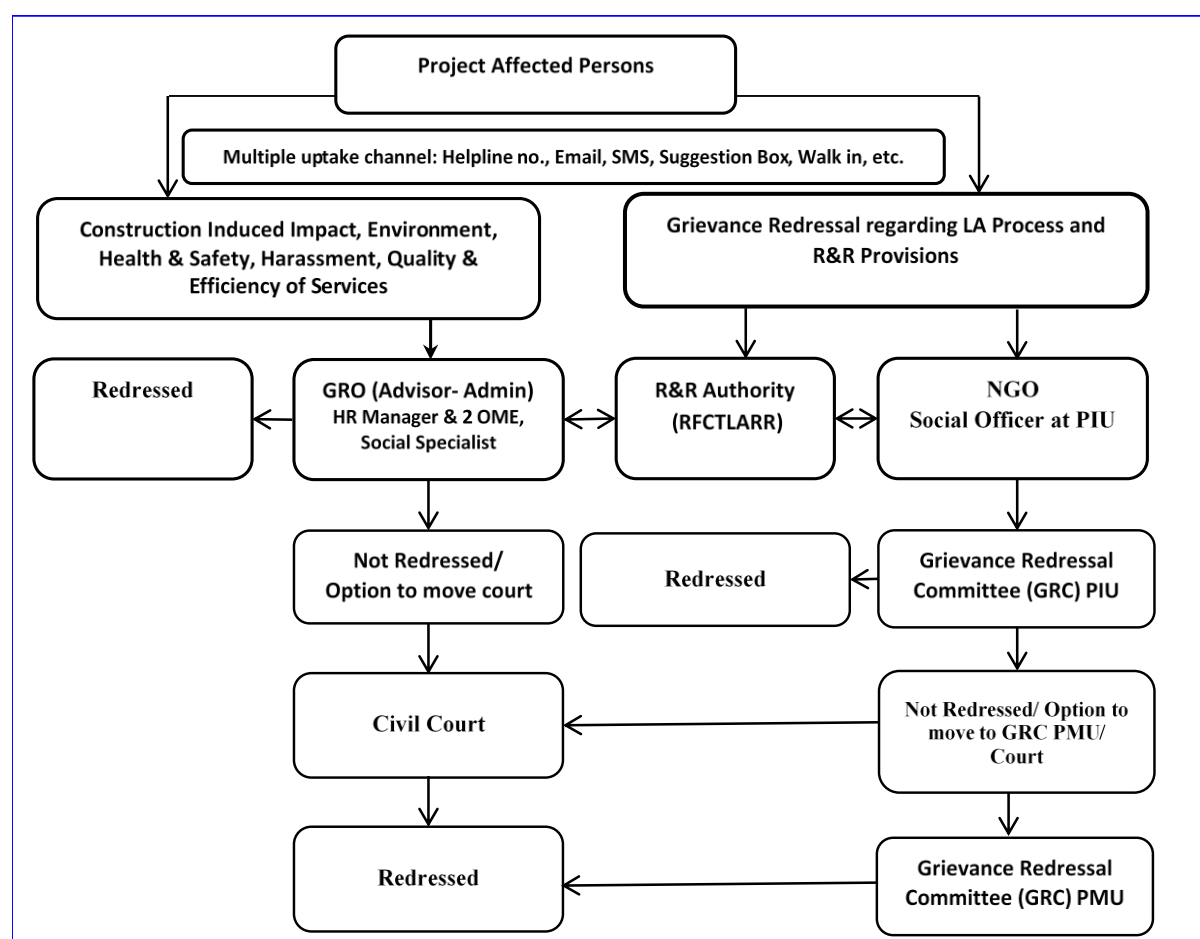 Project Affected Persons
Multiple uptake channel: Helpline no., Email, SMS, Suggestion Box, Walk in, etc.
Construction Induced Impact, Environment,
Health & Safety, Harassment, Quality &
Efficiency of Services
Grievance Redressal regarding LA Process and
R&R Provisions
Redressed
GRO (Advisor- Admin)
HR Manager & 2 OME,
Social Specialist
R&R Authority
(RFCTLARR)
NGO
Social Officer at PIU
Not Redressed/
Option to move court
Redressed
Grievance Redressal
Committee (GRC) PIU
Civil Court
Not Redressed/ Option to
move to GRC PMU/
Court
Redressed
Grievance Redressal
Committee (GRC) PMU